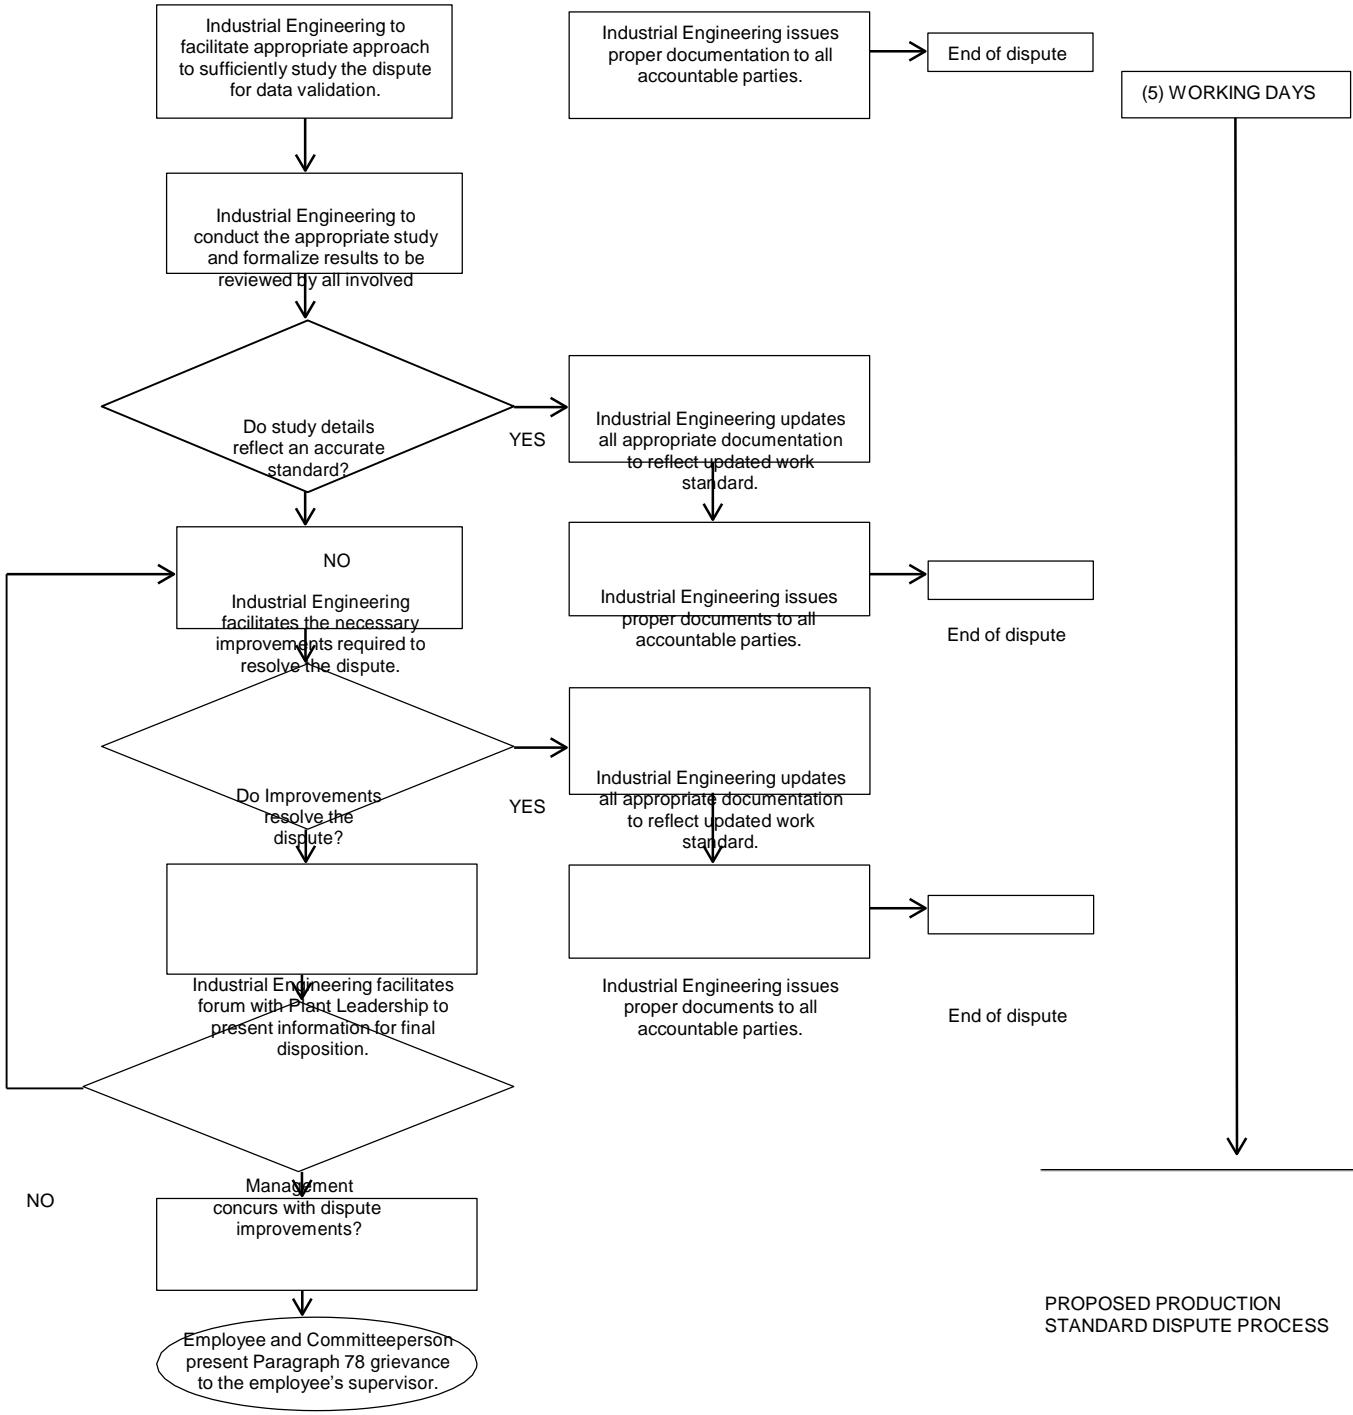 Industrial Engineering to
facilitate appropriate approach
to sufficiently study the dispute
for data validation.
Industrial Engineering issues
proper documentation to all
accountable parties.
End of dispute
(5) WORKING DAYS
Industrial Engineering to
conduct the appropriate study
and formalize results to be
reviewed by all involved
Do study details
reflect an accurate
standard?
YES
Industrial Engineering updates
all appropriate documentation
to reflect updated work
standard.
NO
Industrial Engineering
facilitates the necessary
improvements required to
resolve the dispute.
Industrial Engineering issues
proper documents to all
accountable parties.
End of dispute
Do Improvements
resolve the
dispute?
YES
Industrial Engineering updates
all appropriate documentation
to reflect updated work
standard.
Industrial Engineering facilitates
forum with Plant Leadership to
present information for final
disposition.
Industrial Engineering issues
proper documents to all
accountable parties.
End of dispute
NO
Management
concurs with dispute
improvements?
Employee and Committeeperson
present Paragraph 78 grievance
to the employee’s supervisor.
PROPOSED PRODUCTION
STANDARD DISPUTE PROCESS